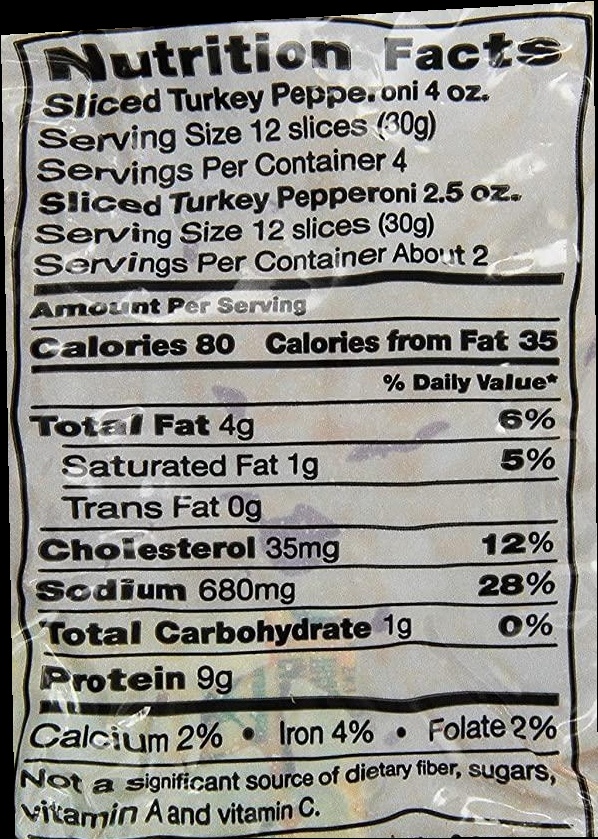 Nutrition Facts
Sliced Turkey Pepperoni 4 oz.
Serving Size 12 slices (30g)
Servings Per Container 4
Sliced Turkey Pepperoni 2.5 oz.
Serving Size 12 slices (30g)
Servings Per Container About 2
Amount Per Serving
Calories 80 Calories from Fat 35
% Daily Value*
Total Fat 4g 6%
Saturated Fat 1g 5%
Trans Fat 0g
Cholesterol 35mg 12%
Sodium 680mg 28%
Total Carbohydrate 1g 0%
Protein 9g
Calcium 2% • Iron 4% • Folate 2%
Not a significant source of dietary fiber, sugars,
vitamin A and vitamin C.